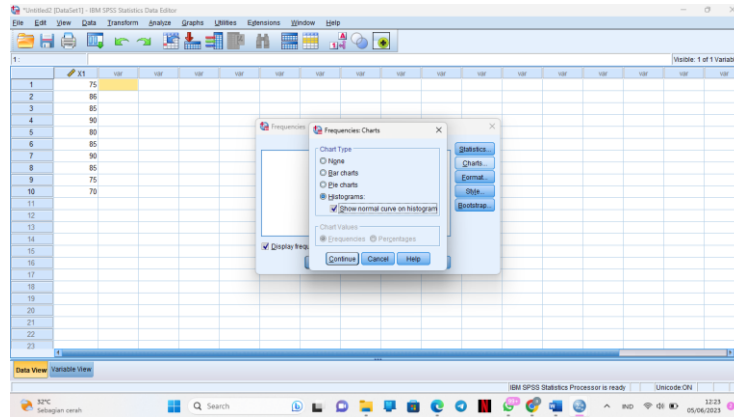 *Untitled2 [DataSet1] - IBM SPSS Statistics Data Editor
File Edit View Data Transform Analyze Graphs Utilities Extensions Window Help
1 :
Visible: 1 of 1 Variabl
X1 var var var var var var var var var var var var var var
1 75
2 86
3 85
4 90
5 80
6 85
7 90
8 85
9 75
10 70
11
12
13
14
15
16
17
18
19
20
21
22
23
Frequencies
Statistics...
Charts...
Format...
Style...
Bootstrap...
Display frequ
Frequencies: Charts
Chart Type
None
Bar charts
Pie charts
Histograms:
Show normal curve on histogram
Chart Values
Frequencies Percentages
Continue Cancel Help
Data View Variable View
IBM SPSS Statistics Processor is ready Unicode:ON
32°C
Sebagian cerah
Search
IND
12:23
05/06/2023